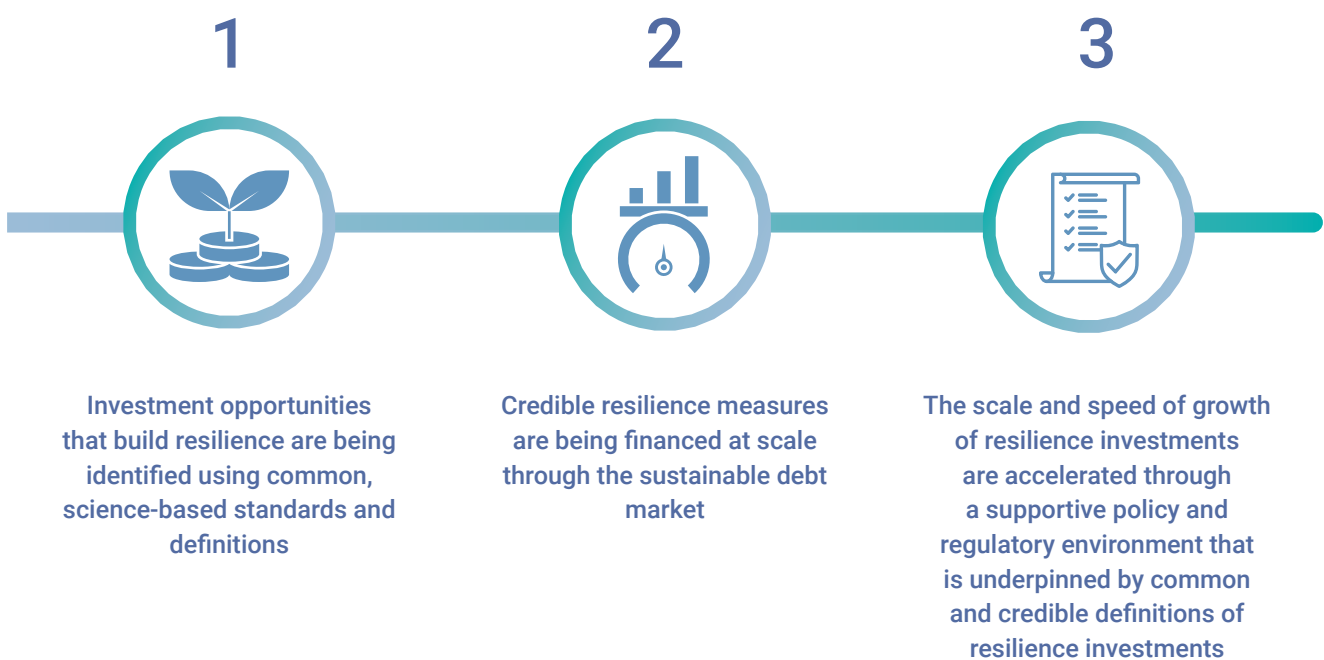 1
Investment opportunities
that build resilience are being
identified using common,
science-based standards and
definitions
2
Credible resilience measures
are being financed at scale
through the sustainable debt
market
3
The scale and speed of growth
of resilience investments
are accelerated through
a supportive policy and
regulatory environment that
is underpinned by common
and credible definitions of
resilience investments